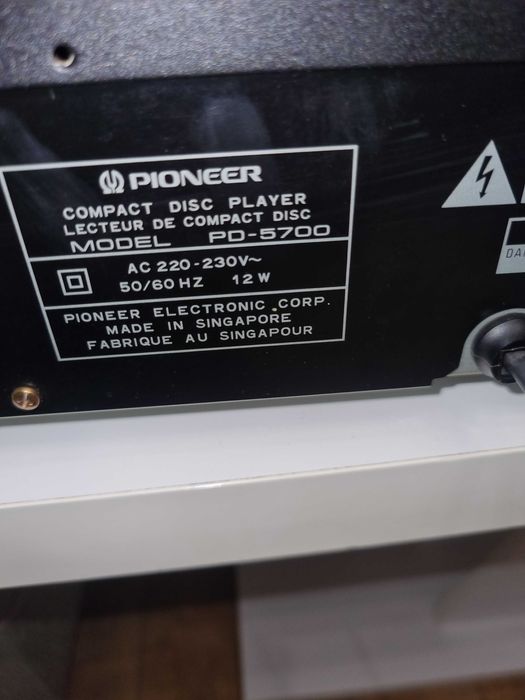 PIONEER
COMPACT DISC PLAYER
LECTEUR DE COMPACT DISC
MODEL PD-5700
AC 220-230V~
50/60 HZ 12 W
PIONEER ELECTRONIC CORP.
MADE IN SINGAPORE
FABRIQUE AU SINGAPOUR